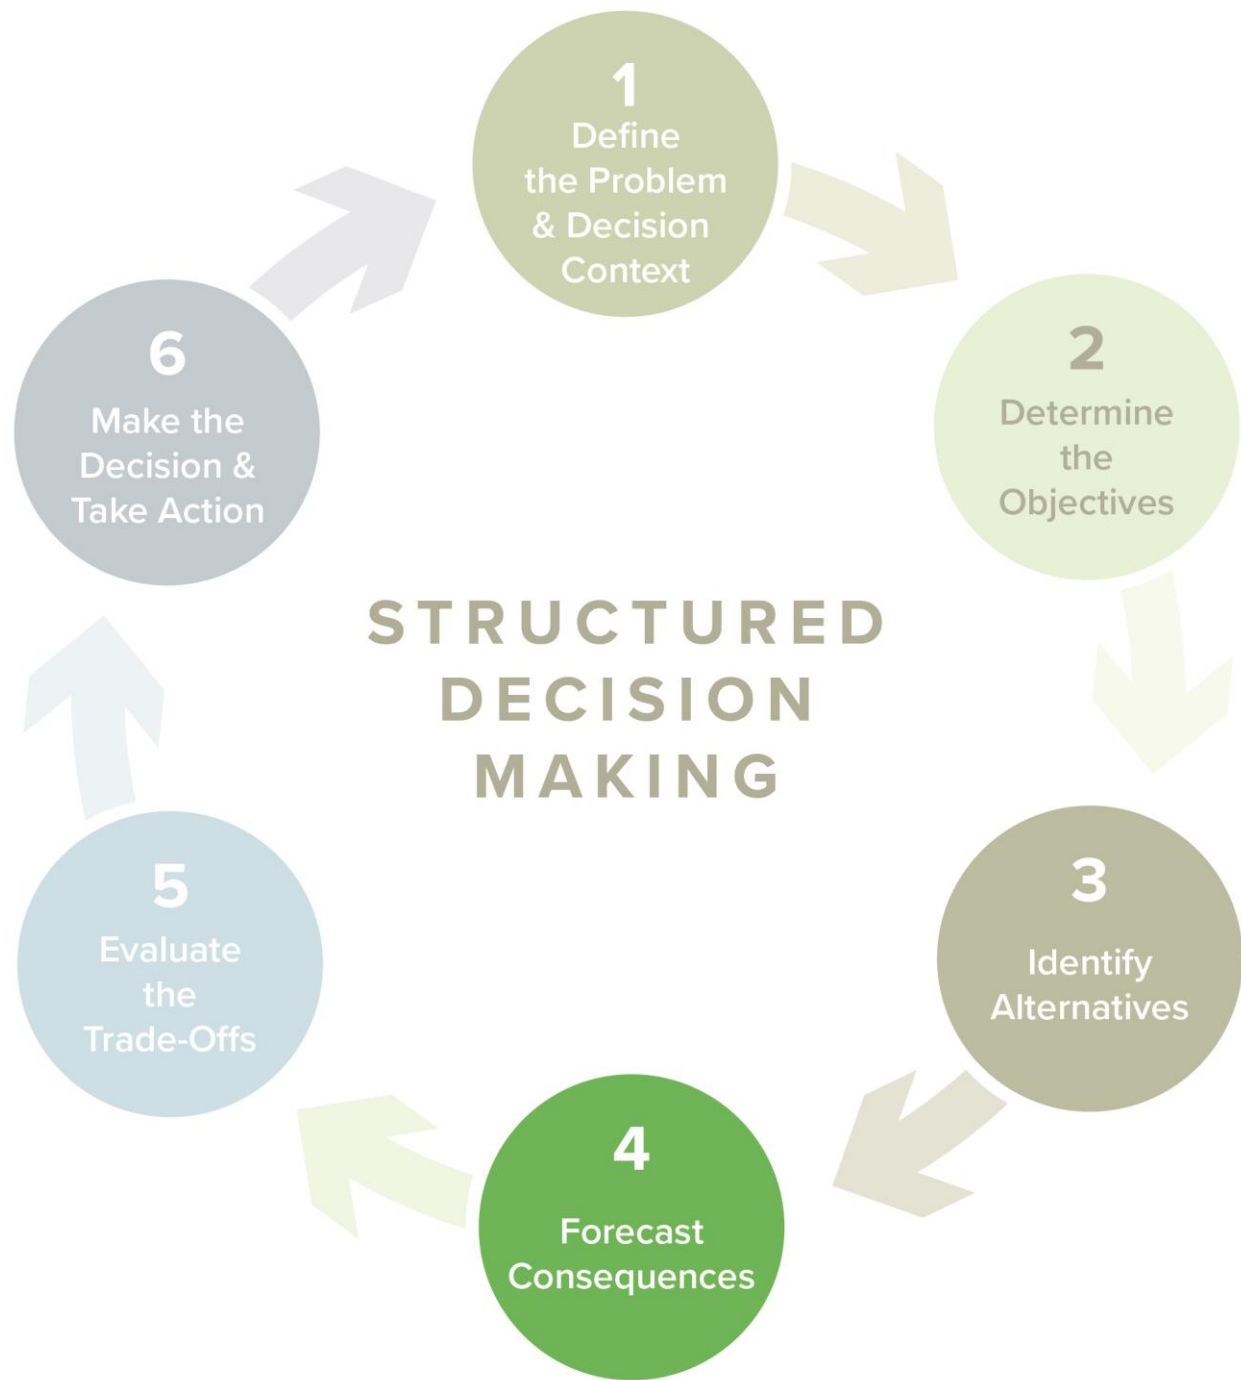 1
Define
the Problem
& Decision
Context
2
Determine
the
Objectives
3
Identify
Alternatives
4
Forecast
Consequences
5
Evaluate
the
Trade-Offs
6
Make the
Decision &
Take Action
STRUCTURED
DECISION
MAKING